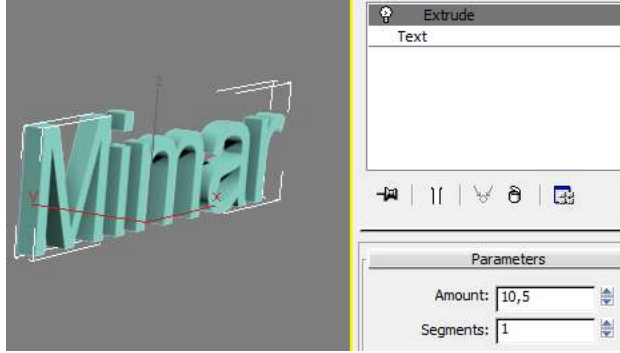 Mimar
z
y
x
Extrude
Text
Parameters
Amount: 10,5
Segments: 1